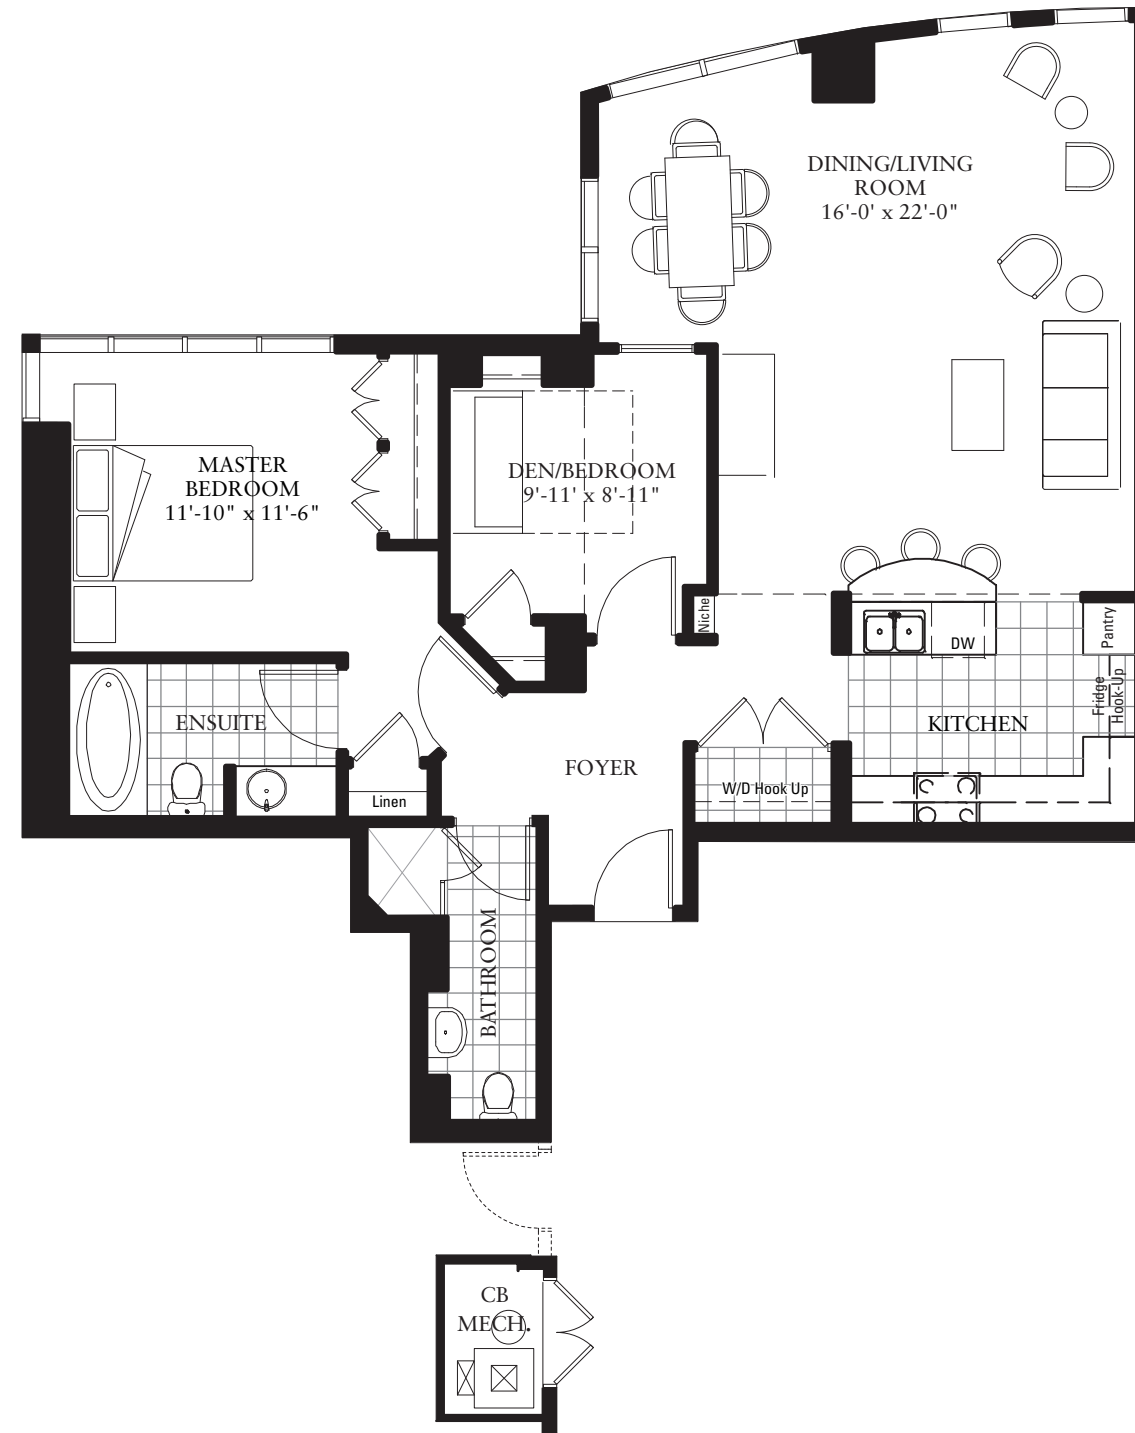 DINING/LIVING
ROOM
16'-0' x 22'-0"
MASTER
BEDROOM
11'-10" x 11'-6"
DEN/BEDROOM
9'-11' x 8'-11"
Niche
Pantry
DW
Fridge
Hook-Up
ENSUITE
KITCHEN
FOYER
W/D Hook Up
Linen
BATHROOM
CB
MECH.